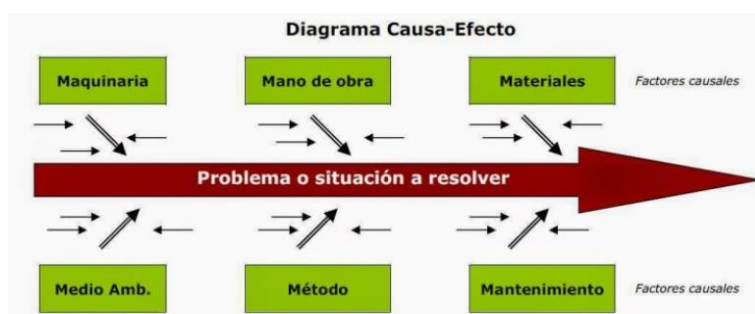 Diagrama Causa-Efecto
Maquinaria
Mano de obra
Materiales
Factores causales
Problema o situación a resolver
Medio Amb.
Método
Mantenimiento
Factores causales